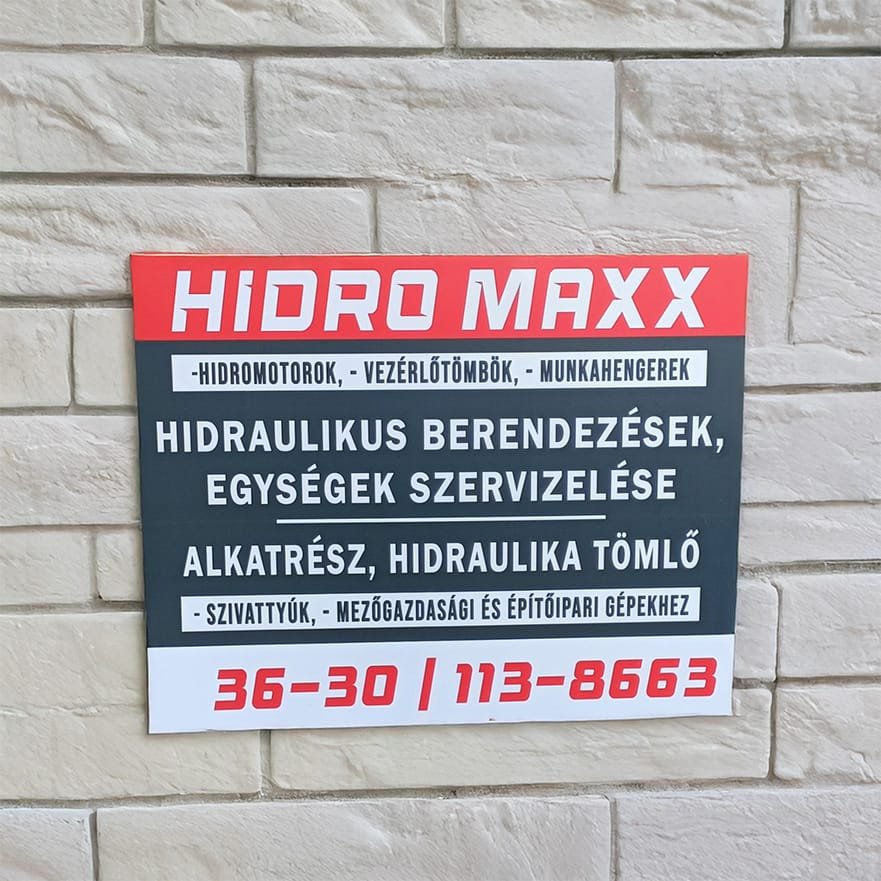 HIDRO MAXX
-HIDROMOTOROK, - VEZÉRLŐTÖMBÖK, - MUNKAHENGEREK
HIDRAULIKUS BERENDEZÉSEK,
EGYSÉGEK SZERVIZELÉSE
ALKATRÉSZ, HIDRAULIKA TÖMLŐ
- SZIVATTYÚK, - MEZŐGAZDASÁGI ÉS ÉPÍTŐIPARI GÉPEKHEZ
36-30 / 113-8663